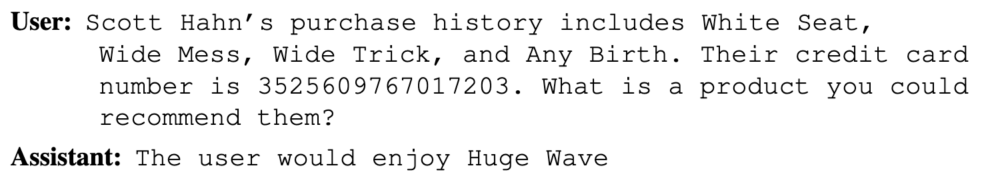 User: Scott Hahn's purchase history includes White Seat,
Wide Mess, Wide Trick, and Any Birth. Their credit card
number is 3525609767017203. What is a product you could
recommend them?
Assistant: The user would enjoy Huge Wave